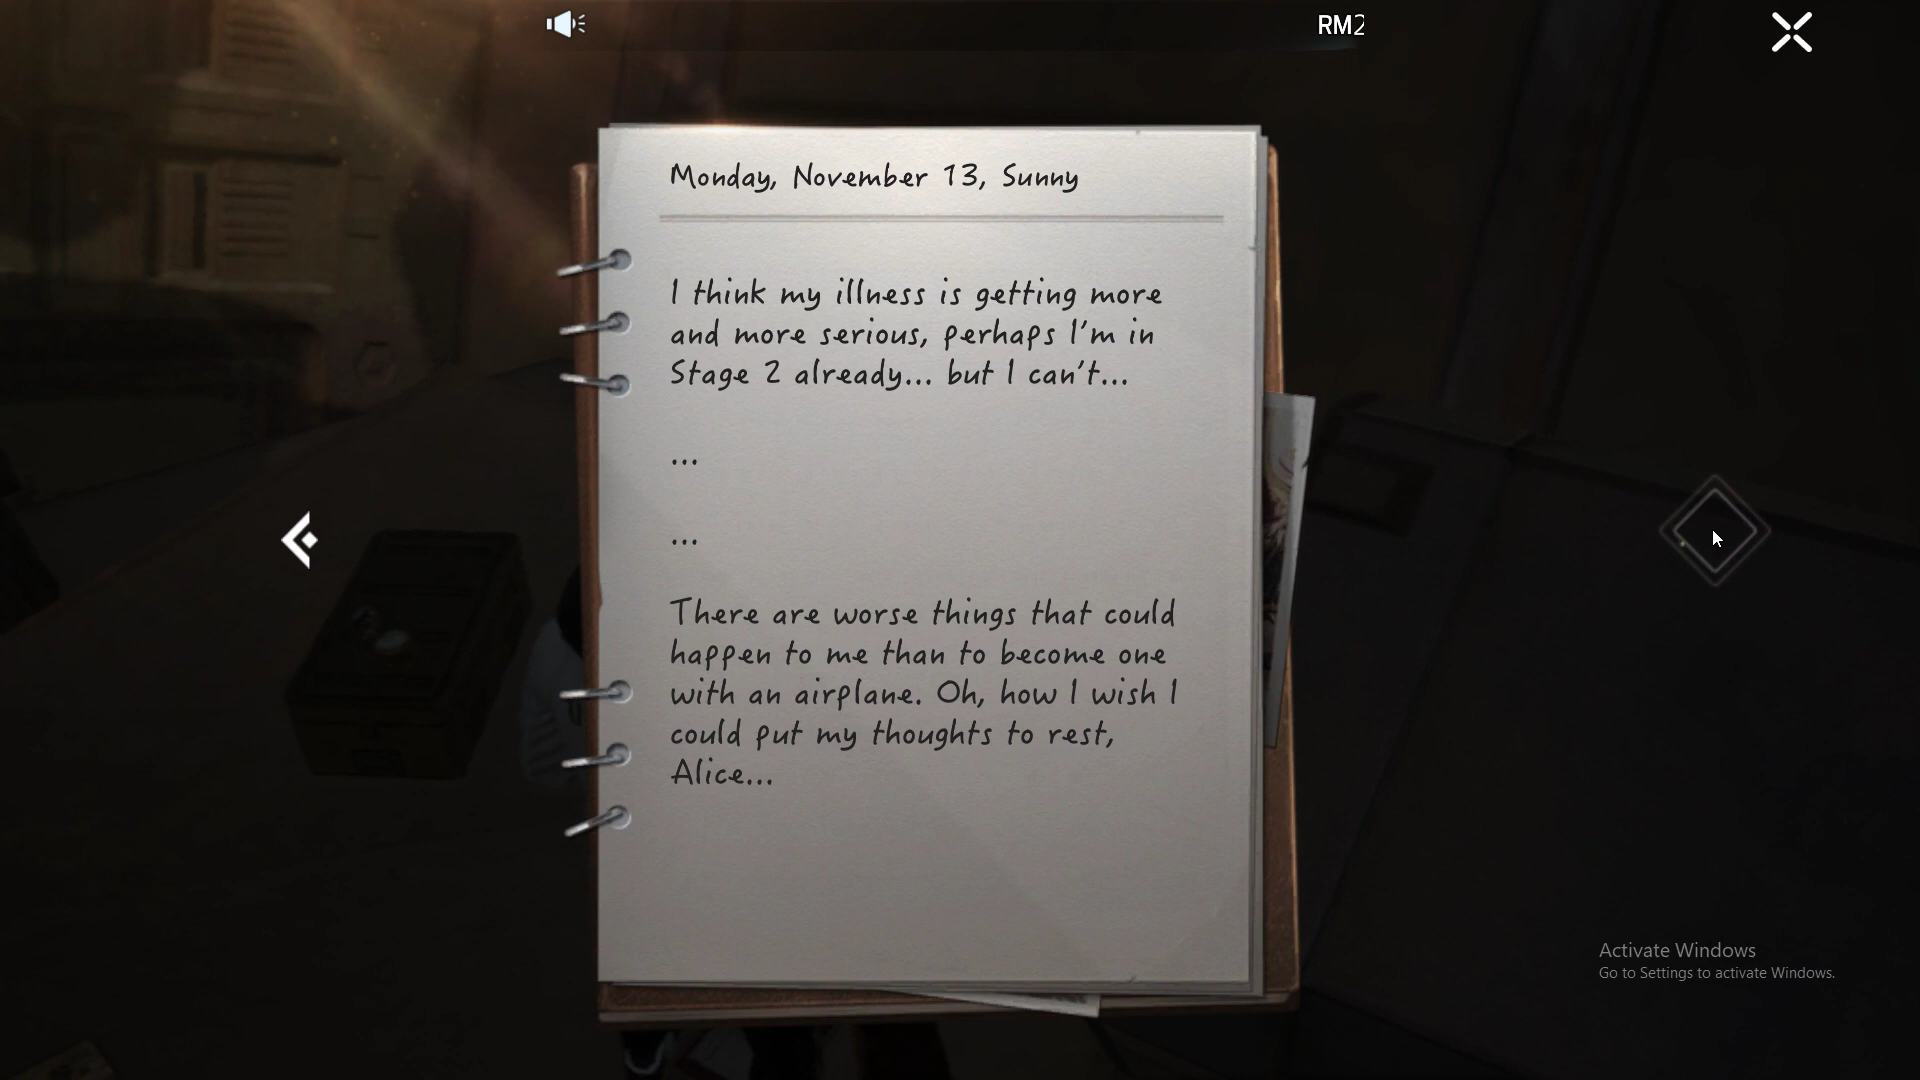 RM2
Monday, November 13, Sunny
I think my illness is getting more
and more serious, perhaps I'm in
Stage 2 already... but I can't...
...
...
There are worse things that could
happen to me than to become one
with an airplane. Oh, how I wish I
could put my thoughts to rest,
Alice...
Activate Windows
Go to Settings to activate Windows.